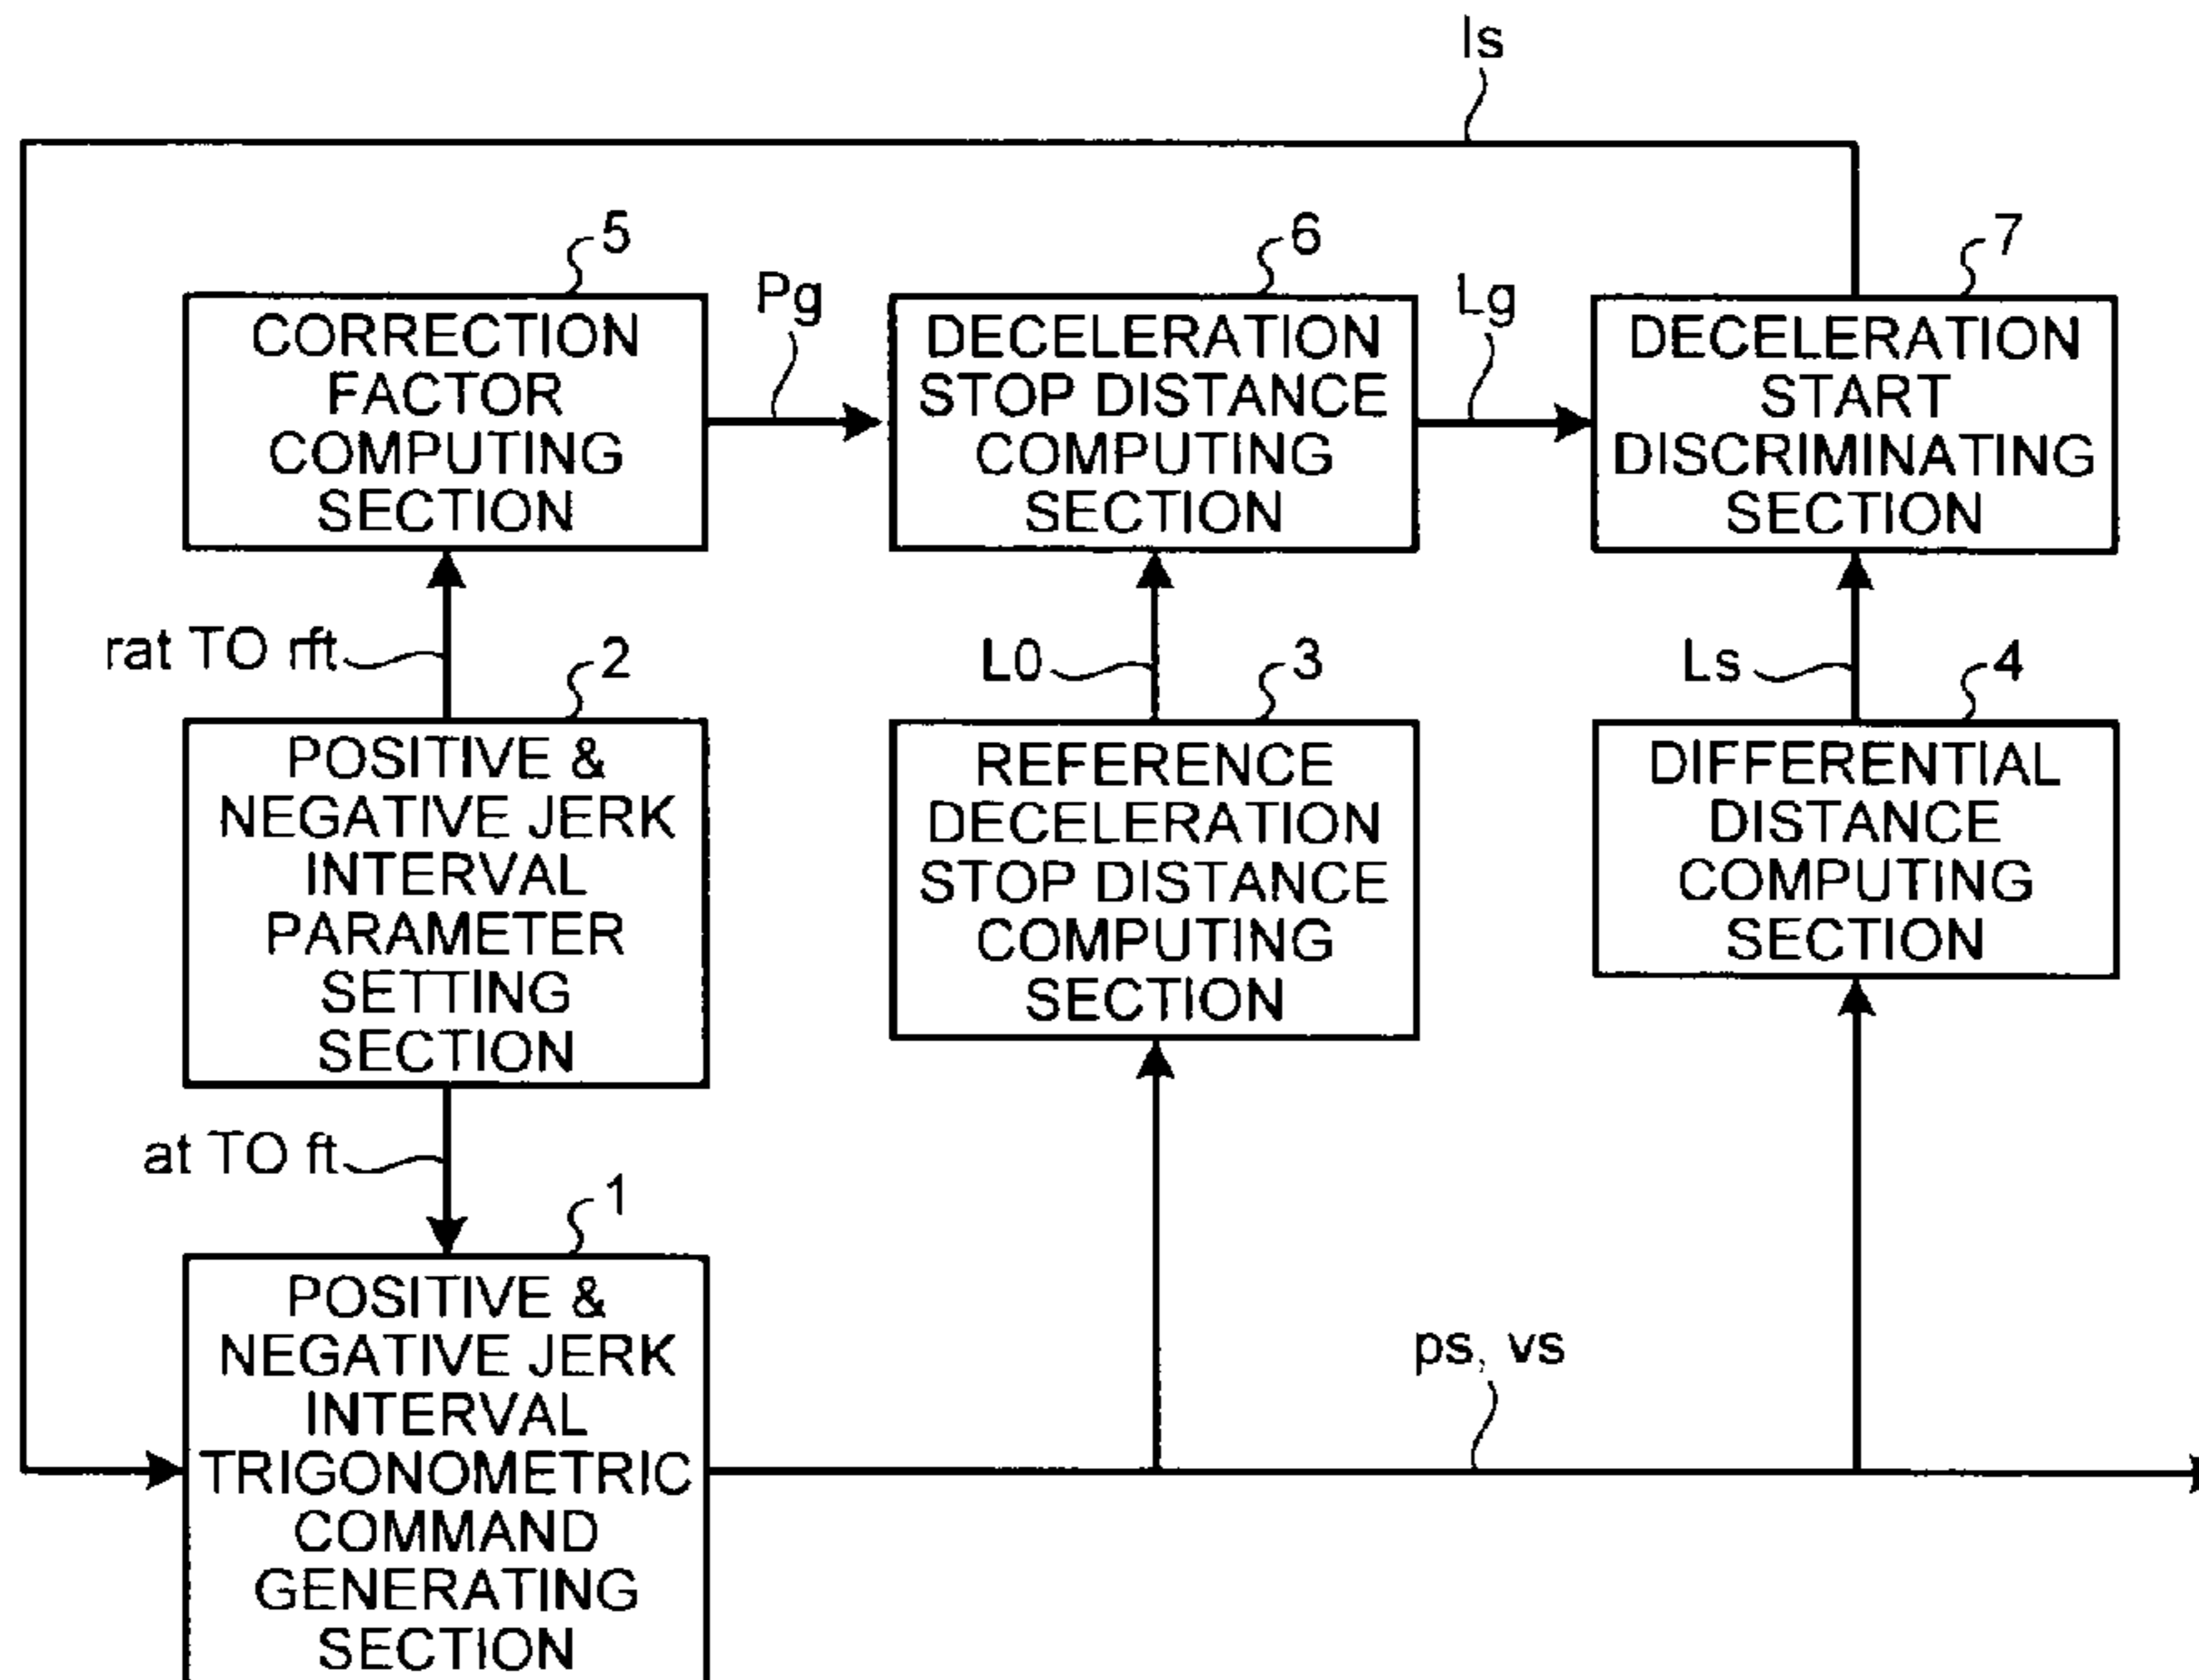 Is
5
6
7
Pg
Lg
CORRECTION
FACTOR
COMPUTING
SECTION
DECELERATION
STOP DISTANCE
COMPUTING
SECTION
DECELERATION
START
DISCRIMINATING
SECTION
rat TO rft
2
L0
3
Ls
4
POSITIVE &
NEGATIVE JERK
INTERVAL
PARAMETER
SETTING
SECTION
REFERENCE
DECELERATION
STOP DISTANCE
COMPUTING
SECTION
DIFFERENTIAL
DISTANCE
COMPUTING
SECTION
at TO ft
1
POSITIVE &
NEGATIVE JERK
INTERVAL
TRIGONOMETRIC
COMMAND
GENERATING
SECTION
ps, vs